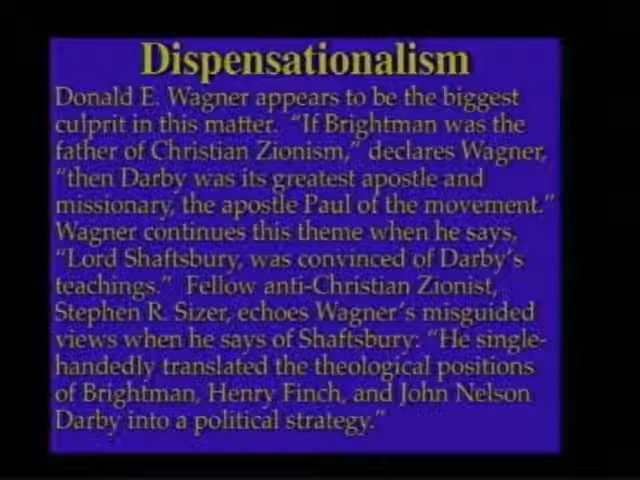 Dispensationalism
Donald E. Wagner appears to be the biggest
culprit in this matter.  “If Brightman was the
father of Christian Zionism,” declares Wagner,
“then Darby was its greatest apostle and
missionary, the apostle Paul of the movement.”
Wagner continues this theme when he says,
“Lord Shaftsbury, was convinced of Darby’s
teachings.”  Fellow anti-Christian Zionist,
Stephen R. Sizer, echoes Wagner’s misguided
views when he says of Shaftsbury: “He single-
handedly translated the theological positions
of Brightman, Henry Finch, and John Nelson
Darby into a political strategy.”